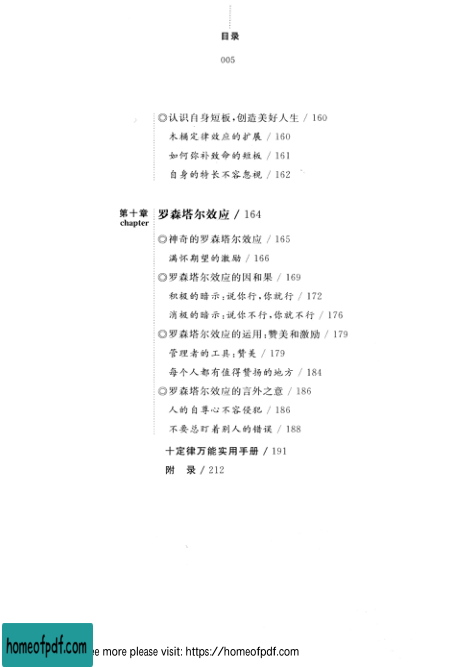 目录
005
◎认识自身短板,创造美好人生 / 160
木桶定律效应的扩展 / 160
如何弥补致命的短板 / 161
自身的特长不容忽视 / 162
第十章 罗森塔尔效应 / 164
chapter
◎神奇的罗森塔尔效应 / 165
满怀期望的激励 / 166
◎罗森塔尔效应的因和果 / 169
积极的暗示:说你行,你就行 / 172
消极的暗示:说你不行,你就不行 / 176
◎罗森塔尔效应的运用:赞美和激励 / 179
管理者的工具:赞美 / 179
每个人都有值得赞扬的地方 / 184
◎罗森塔尔效应的言外之意 / 186
人的自尊心不容侵犯 / 186
不要总盯着别人的错误 / 188
十定律万能实用手册 / 191
附 录 / 212
homeofpdf.com
ee more please visit: https://homeofpdf.com